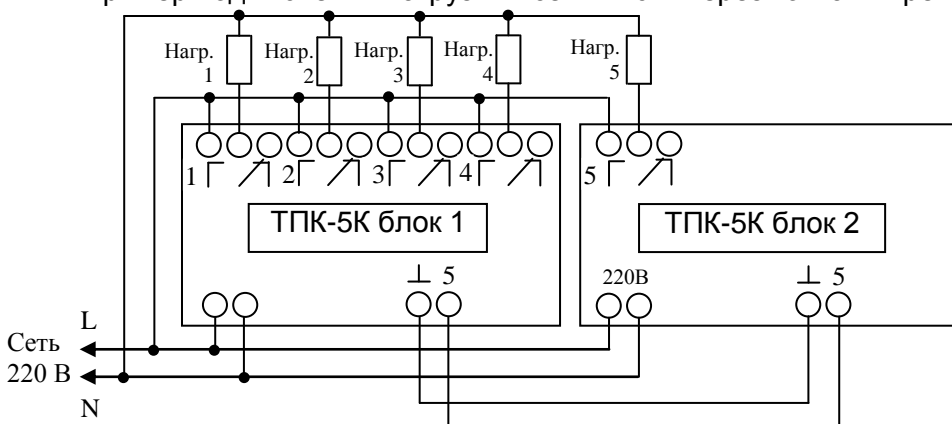 Нагр. 1
Нагр. 2
Нагр. 3
Нагр. 4
Нагр. 5
1 2 3 4 5
ТПК-5К блок 1
ТПК-5К блок 2
5
220В
5
L
Сеть
220 В
N